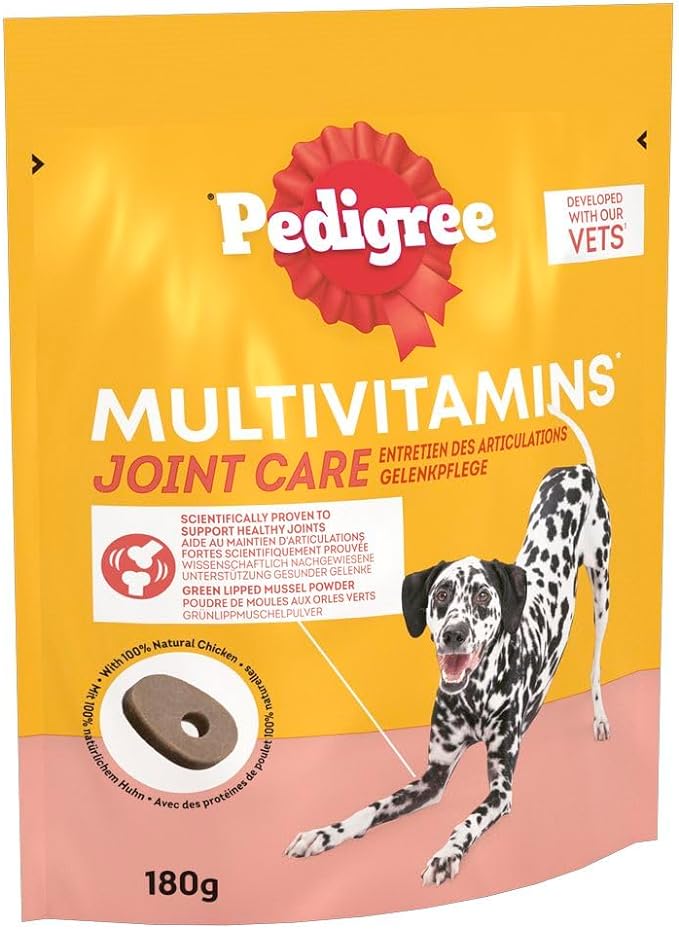 Pedigree®
DEVELOPED
WITH OUR
VETS¹
MULTIVITAMINS*
JOINT CARE
ENTRETIEN DES ARTICULATIONS
GELENKPFLEGE
SCIENTIFICALLY PROVEN TO
SUPPORT HEALTHY JOINTS
AIDE AU MAINTIEN D'ARTICULATIONS
FORTES SCIENTIFIQUEMENT PROUVÉE
WISSENSCHAFTLICH NACHGEWIESENE
UNTERSTÜTZUNG GESUNDER GELENKE
GREEN LIPPED MUSSEL POWDER
POUDRE DE MOULES AUX ORLES VERTS
GRÜNLIPPMUSCHELPULVER
• With 100% Natural Chicken •
Avec des protéines de poulet 100% naturelles •
Mit 100% natürlichem Huhn
180g